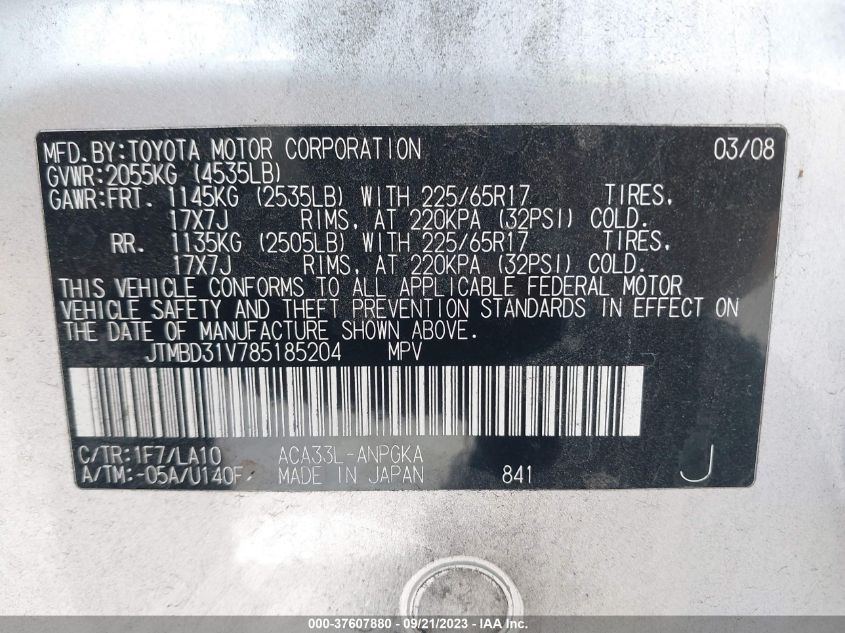 MFD.BY:TOYOTA MOTOR CORPORATION 03/08
GVWR:2055KG (4535LB)
GAWR:FRT. 1145KG (2535LB) WITH 225/65R17 TIRES,
17X7J RIMS, AT 220KPA (32PSI) COLD.
RR. 1135KG (2505LB) WITH 225/65R17 TIRES,
17X7J RIMS, AT 220KPA (32PSI) COLD.
THIS VEHICLE CONFORMS TO ALL APPLICABLE FEDERAL MOTOR
VEHICLE SAFETY AND THEFT PREVENTION STANDARDS IN EFFECT ON
THE DATE OF MANUFACTURE SHOWN ABOVE.
JTMBD31V785185204 MPV
C/TR:1F7/LA10 ACA33L-ANPGKA
A/TM:-05A/U140F MADE IN JAPAN 841 J
000-37607880 - 09/21/2023 - IAAI, Inc.